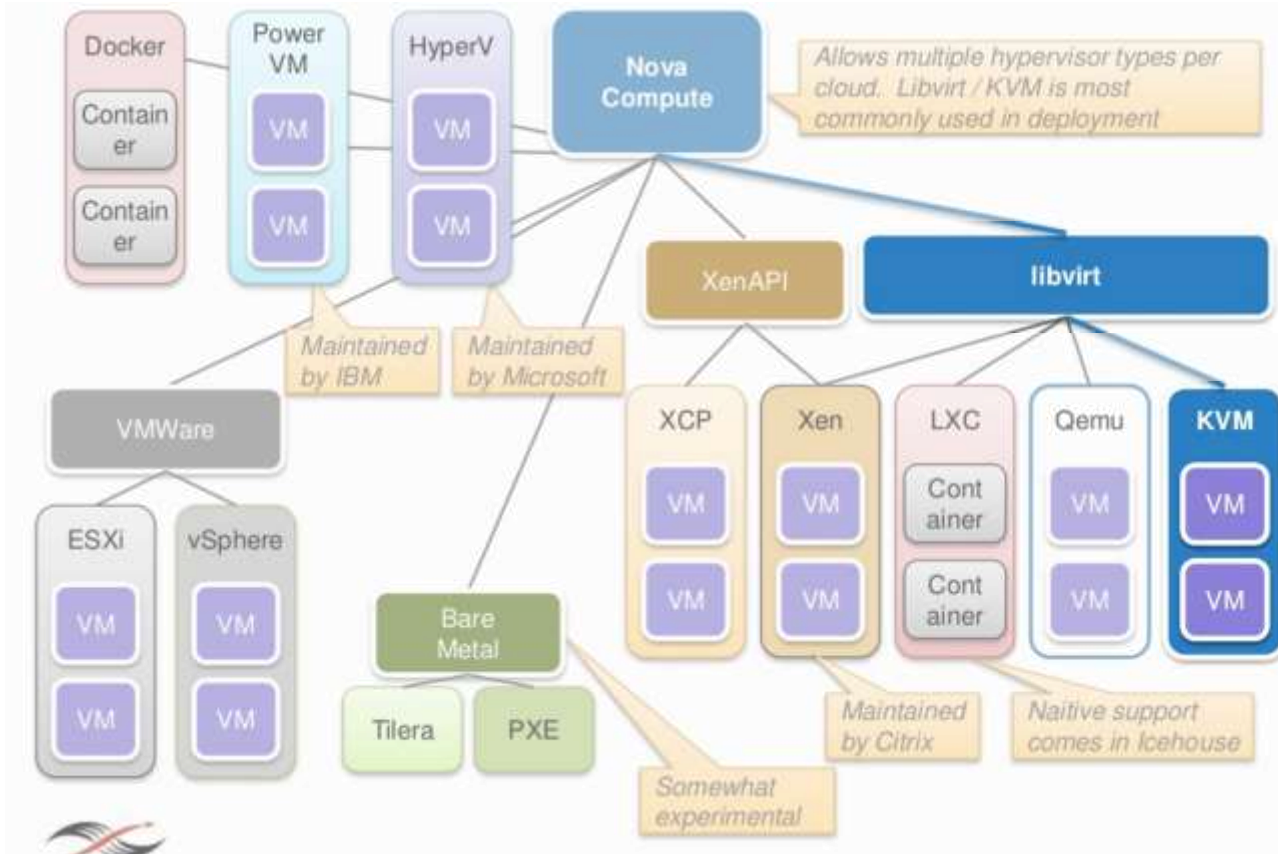 Docker
Contain
er
Contain
er
Power
VM
VM
VM
HyperV
VM
VM
Nova
Compute
Allows multiple hypervisor types per
cloud. Libvirt / KVM is most
commonly used in deployment
Maintained
by IBM
Maintained
by Microsoft
XenAPI
libvirt
VMWare
ESXi
VM
VM
vSphere
VM
VM
Bare
Metal
Tilera
PXE
Somewhat
experimental
XCP
VM
VM
Xen
VM
VM
LXC
Cont
ainer
Cont
ainer
Qemu
VM
VM
KVM
VM
VM
Maintained
by Citrix
Naitive support
comes in Icehouse